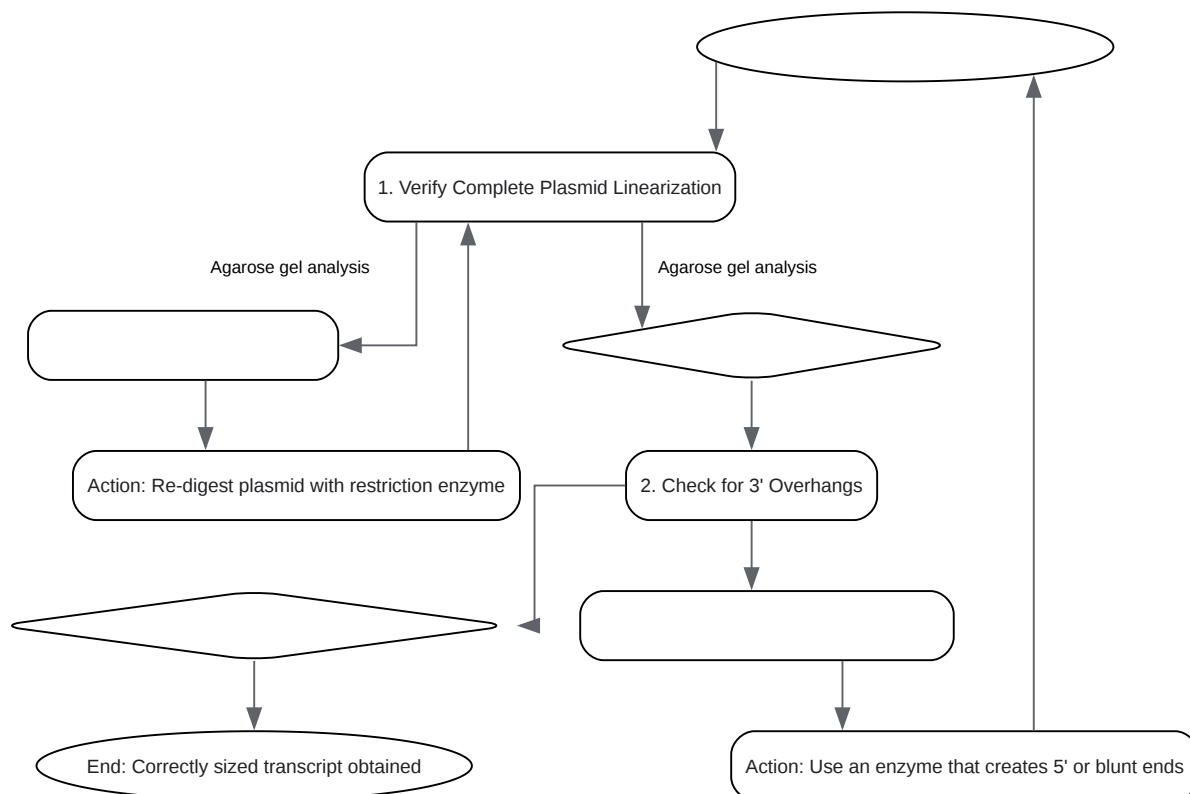 1. Verify Complete Plasmid Linearization
Agarose gel analysis
Agarose gel analysis
Action: Re-digest plasmid with restriction enzyme
2. Check for 3' Overhangs
End: Correctly sized transcript obtained
Action: Use an enzyme that creates 5' or blunt ends